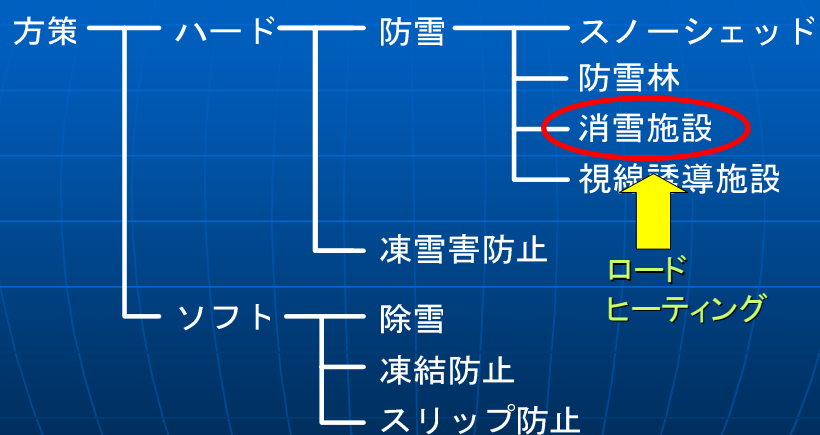 方策
ハード
防雪
スノーシェッド
防雪林
消雪施設
視線誘導施設
凍雪害防止
ロード
ヒーティング
ソフト
除雪
凍結防止
スリップ防止